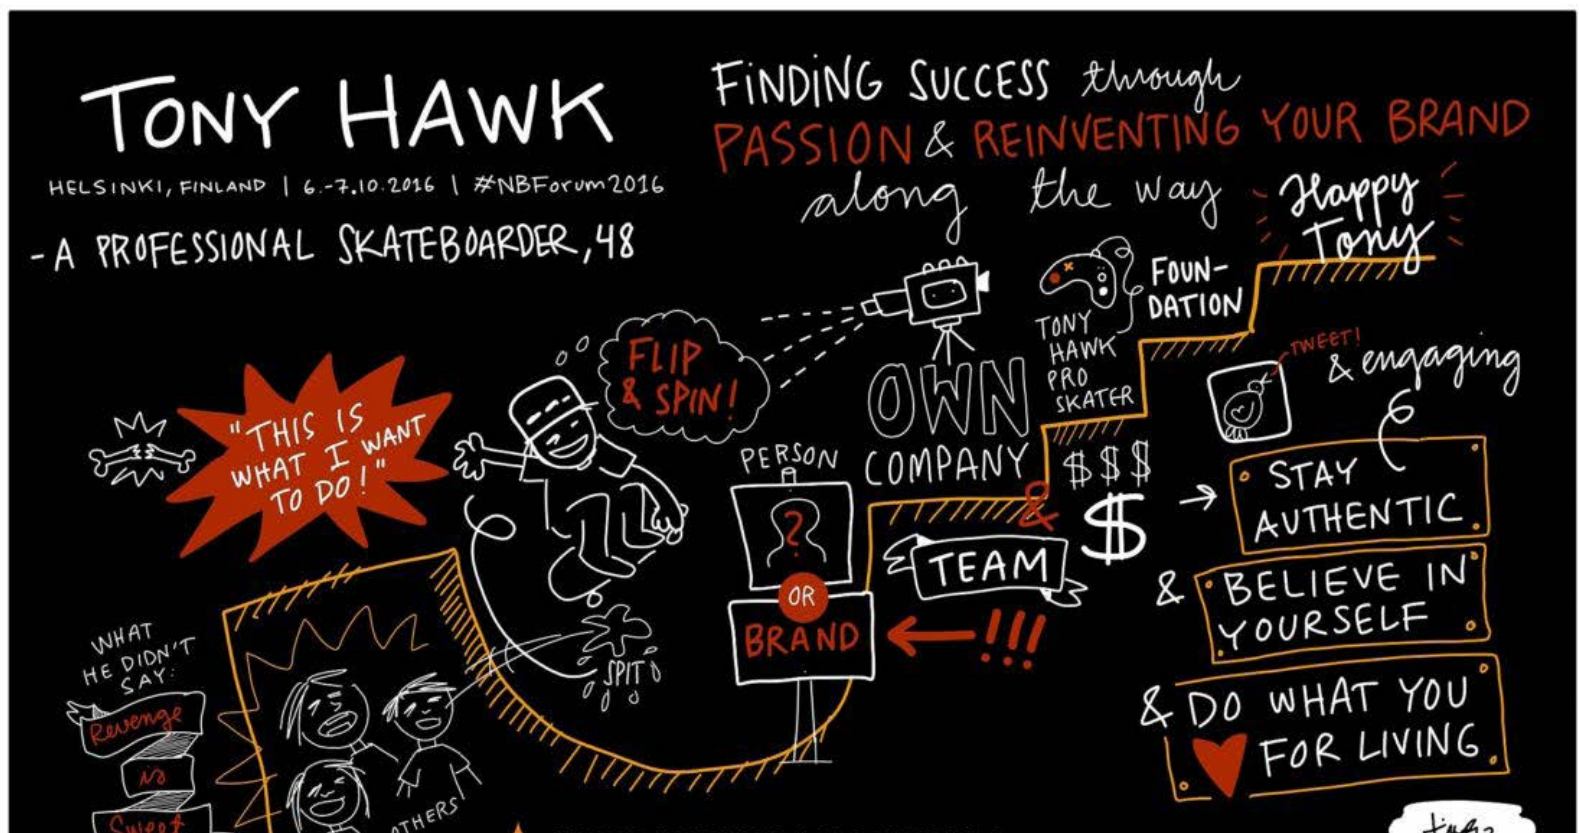 TONY HAWK
HELSINKI, FINLAND | 6.-7.10.2016 | #NBForum2016
- A PROFESSIONAL SKATEBOARDER, 48
FINDING SUCCESS through
PASSION & REINVENTING YOUR BRAND
along the way
Happy
Tony
FOUN-
DATION
TONY
HAWK
PRO
SKATER
OWN
COMPANY
&
TEAM
$$$
$
FLIP
& SPIN!
"THIS IS
WHAT I WANT
TO DO!"
PERSON
?
OR
BRAND
!!!
SPIT
TWEET!
& engaging
STAY
AUTHENTIC
& BELIEVE IN
YOURSELF
& DO WHAT YOU
FOR LIVING
WHAT
HE DIDN'T
SAY:
Revenge
is
Sweet
OTHERS